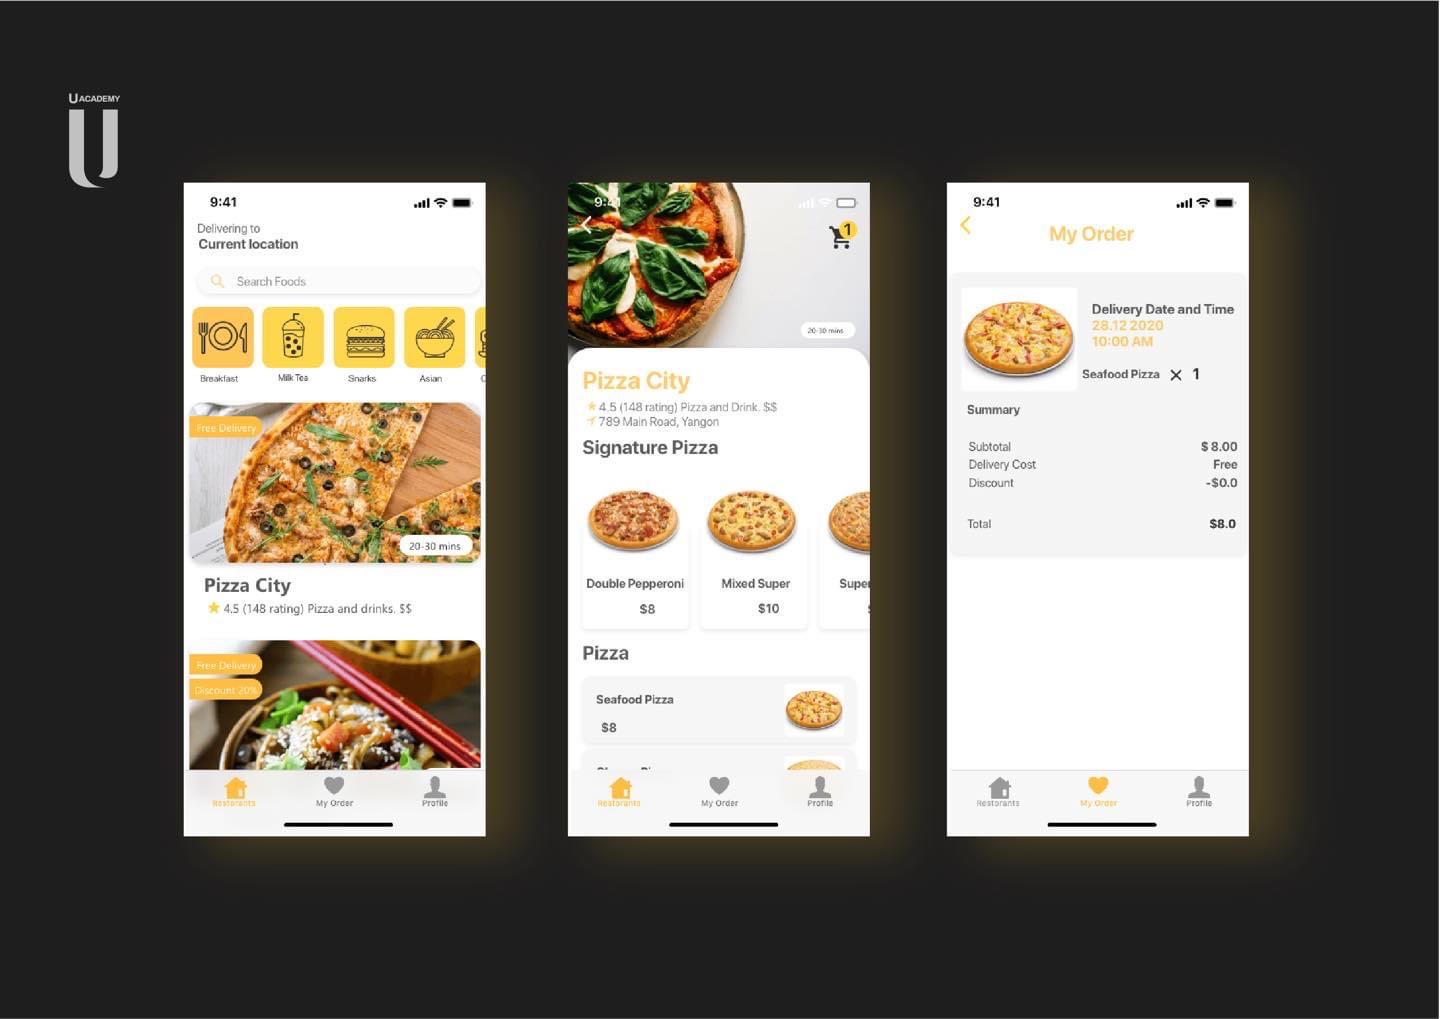 U ACADEMY
U
9:41
Delivering to
Current location
Search Foods
Breakfast
Milk Tea
Snarks
Asian
Free Delivery
20-30 mins
Pizza City
4.5 (148 rating) Pizza and drinks. $$
Free Delivery
Discount 20%
Restorants
My Order
Profile
9:41
1
20-30 mins
Pizza City
4.5 (148 rating) Pizza and Drink. $$
789 Main Road, Yangon
Signature Pizza
Double Pepperoni
$8
Mixed Super
$10
Super
Pizza
Seafood Pizza
$8
Restorants
My Order
Profile
9:41
My Order
Delivery Date and Time
28.12 2020
10:00 AM
Seafood Pizza × 1
Summary
Subtotal $ 8.00
Delivery Cost Free
Discount -$0.0
Total $8.0
Restorants
My Order
Profile